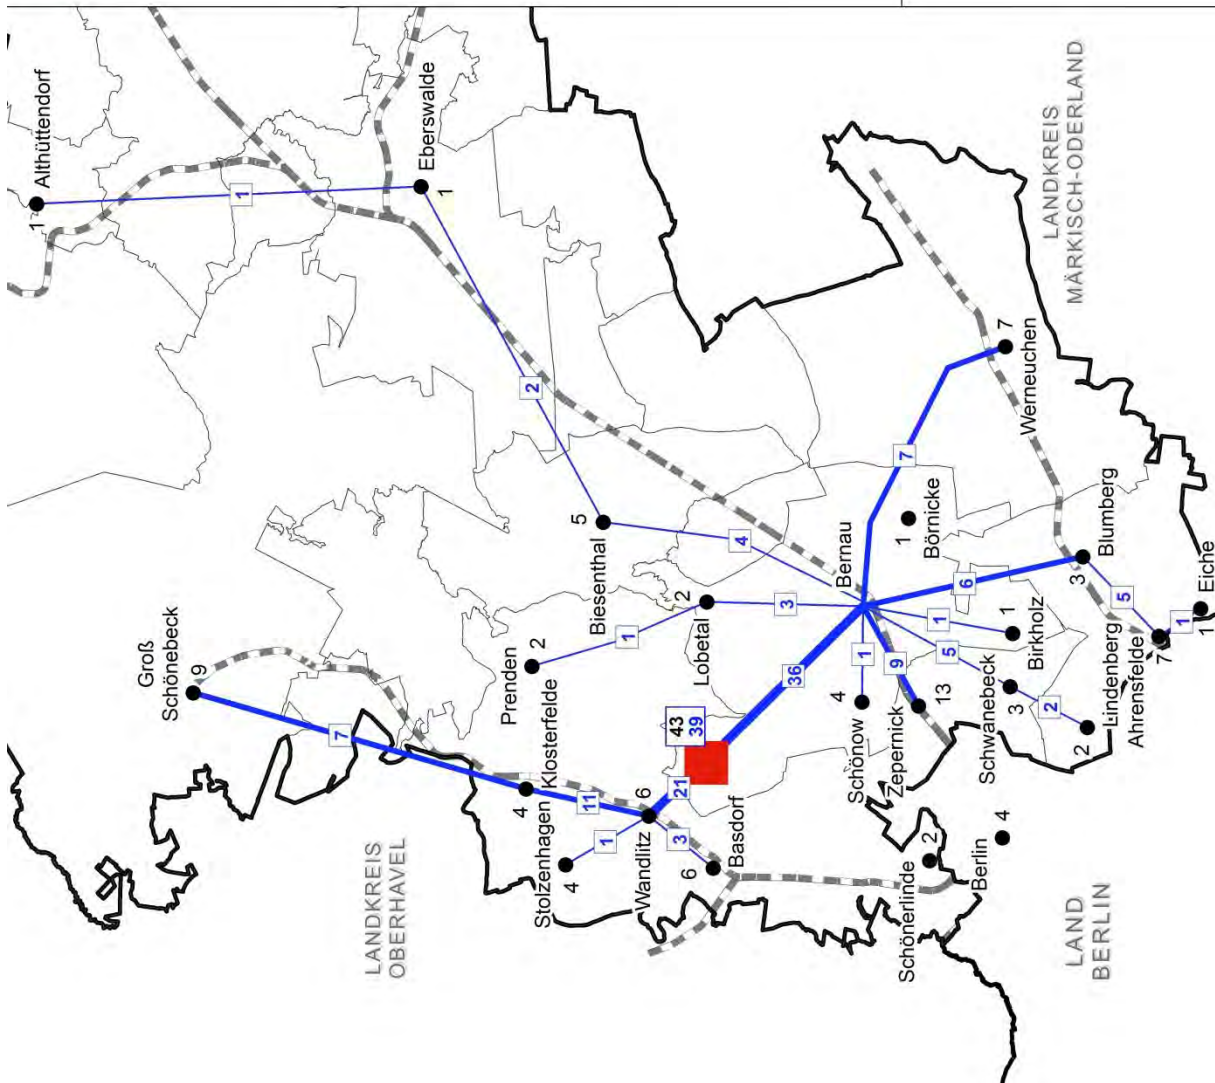 Althüttendorf
1
1
Eberswalde
1
2
Groß
Schönebeck
9
7
Prenden
2
1
Biesenthal
5
4
Lobetal
2
3
Klosterfelde
4
11
Stolzenhagen
4
1
Wandlitz
6
21
3
Basdorf
6
43
39
36
Bernau
7
Werneuchen
7
Börnicke
1
6
Blumberg
3
5
Eiche
1
1
Ahrensfelde
7
Lindenberg
2
2
Schwanebeck
3
5
Birkholz
1
1
Schönow
4
1
Zepernick
13
9
Schönerlinde
2
Berlin
4
LANDKREIS
OBERHAVEL
LANDKREIS
MÄRKISCH-ODERLAND
LAND
BERLIN